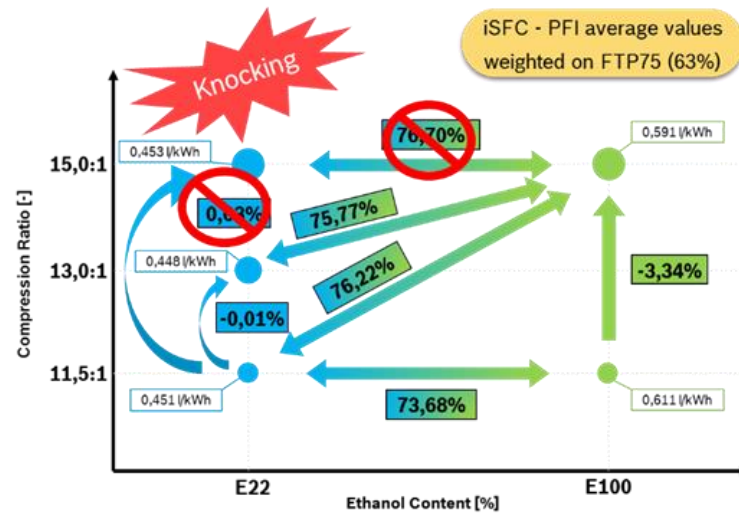 Knocking
iSFC - PFI average values
weighted on FTP75 (63%)
0,453 l/kWh
76,70%
0,591 l/kWh
15,0:1
0,63%
75,77%
0,448 l/kWh
13,0:1
76,22%
-3,34%
-0,01%
11,5:1
0,451 l/kWh
73,68%
0,611 l/kWh
Compression Ratio [-]
E22
E100
Ethanol Content [%]